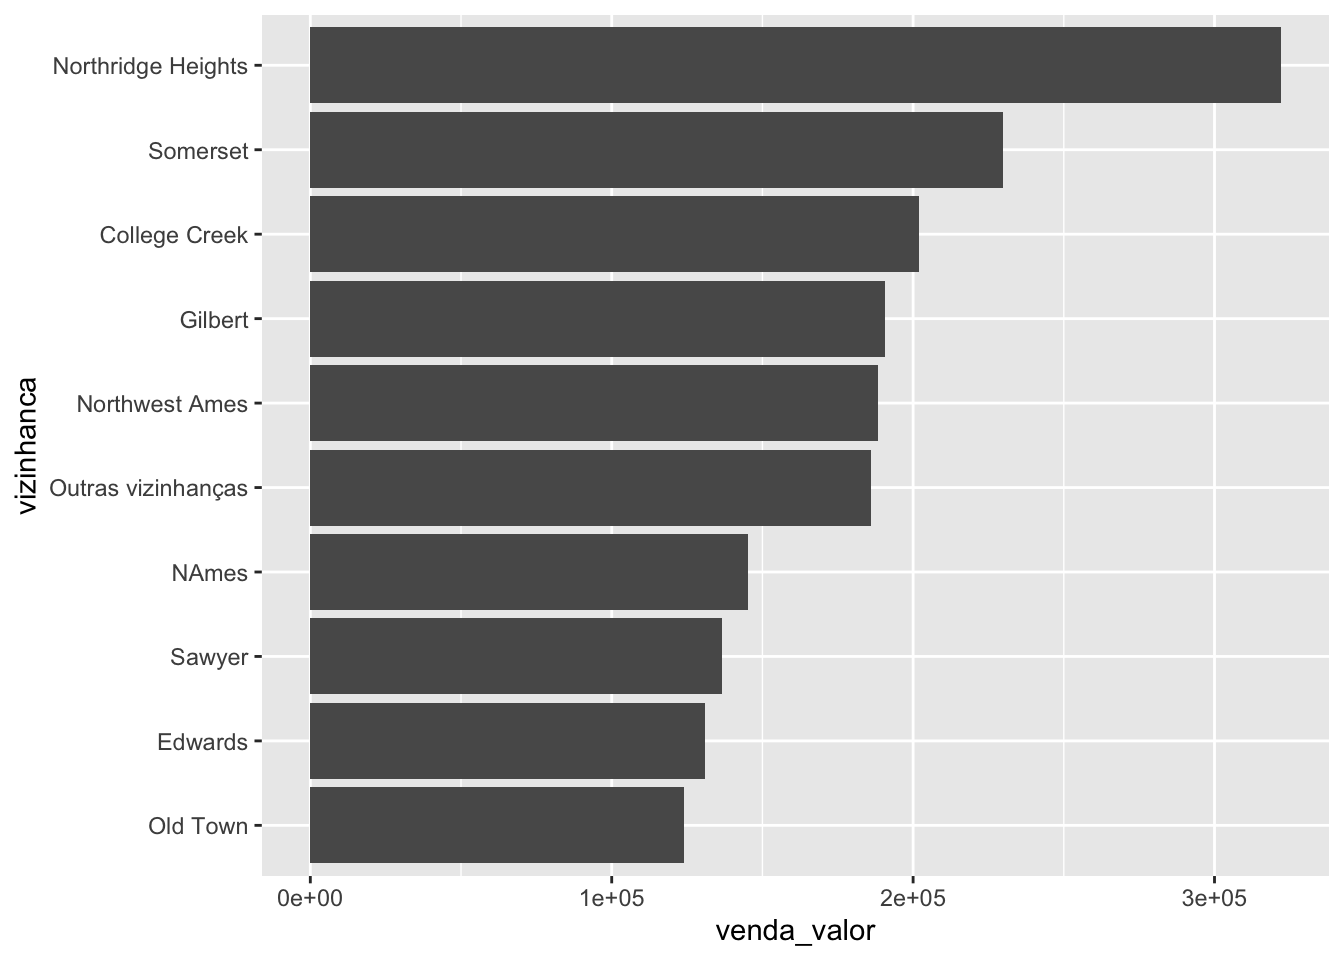 Northridge Heights
Somerset
College Creek
Gilbert
Northwest Ames
Outras vizinhanças
NAmes
Sawyer
Edwards
Old Town
vizinhanca
0e+00 1e+05 2e+05 3e+05
venda_valor